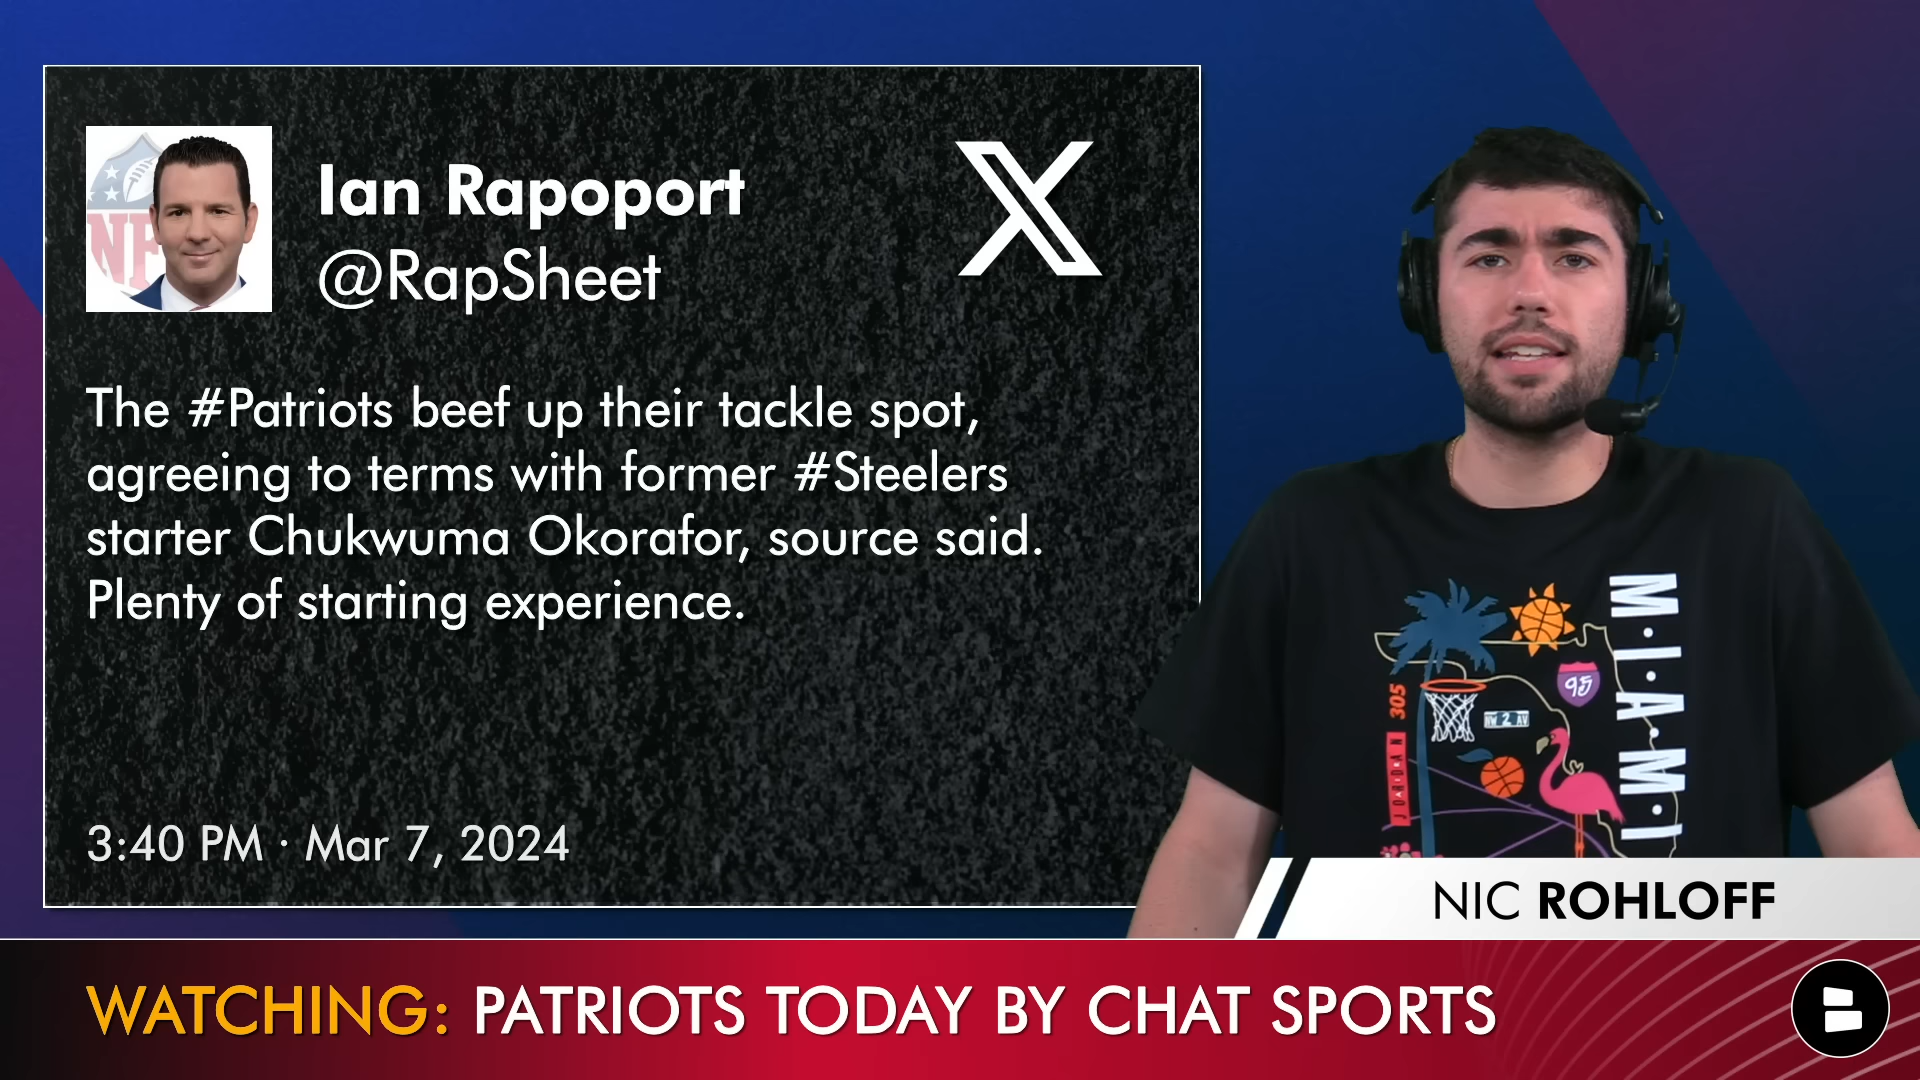 Ian Rapoport
@RapSheet
The #Patriots beef up their tackle spot,
agreeing to terms with former #Steelers
starter Chukwuma Okorafor, source said.
Plenty of starting experience.
3:40 PM · Mar 7, 2024
M·I·A·M·I
95
305
NW 2 AV
JORDAN
NIC ROHLOFF
WATCHING: PATRIOTS TODAY BY CHAT SPORTS